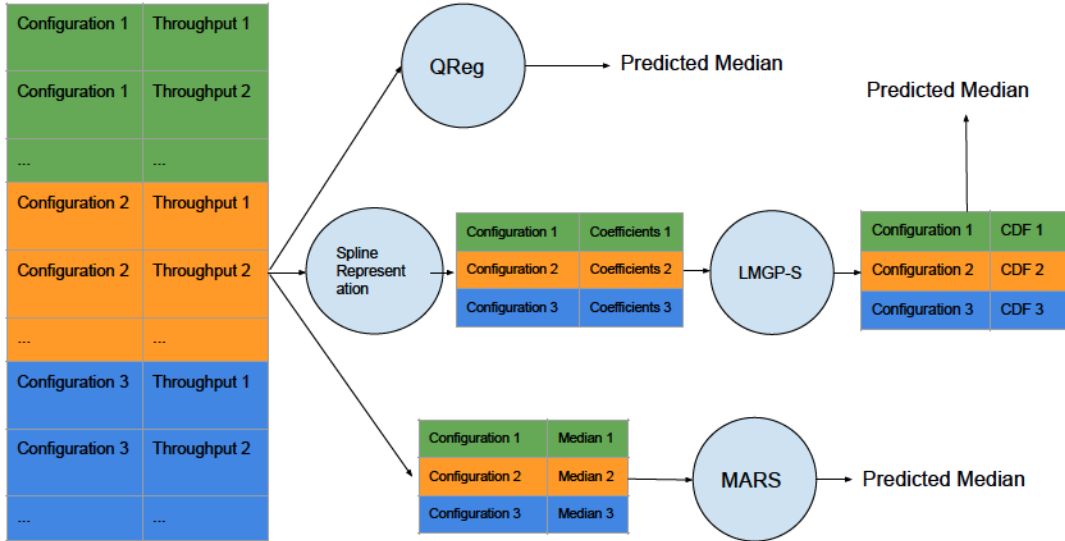 Configuration 1 Throughput 1
Configuration 1 Throughput 2
... ...
Configuration 2 Throughput 1
Configuration 2 Throughput 2
... ...
Configuration 3 Throughput 1
Configuration 3 Throughput 2
... ...
QReg
Predicted Median
Spline
Represent
ation
Configuration 1 Coefficients 1
Configuration 2 Coefficients 2
Configuration 3 Coefficients 3
LMGP-S
Predicted Median
Configuration 1 CDF 1
Configuration 2 CDF 2
Configuration 3 CDF 3
Configuration 1 Median 1
Configuration 2 Median 2
Configuration 3 Median 3
MARS
Predicted Median